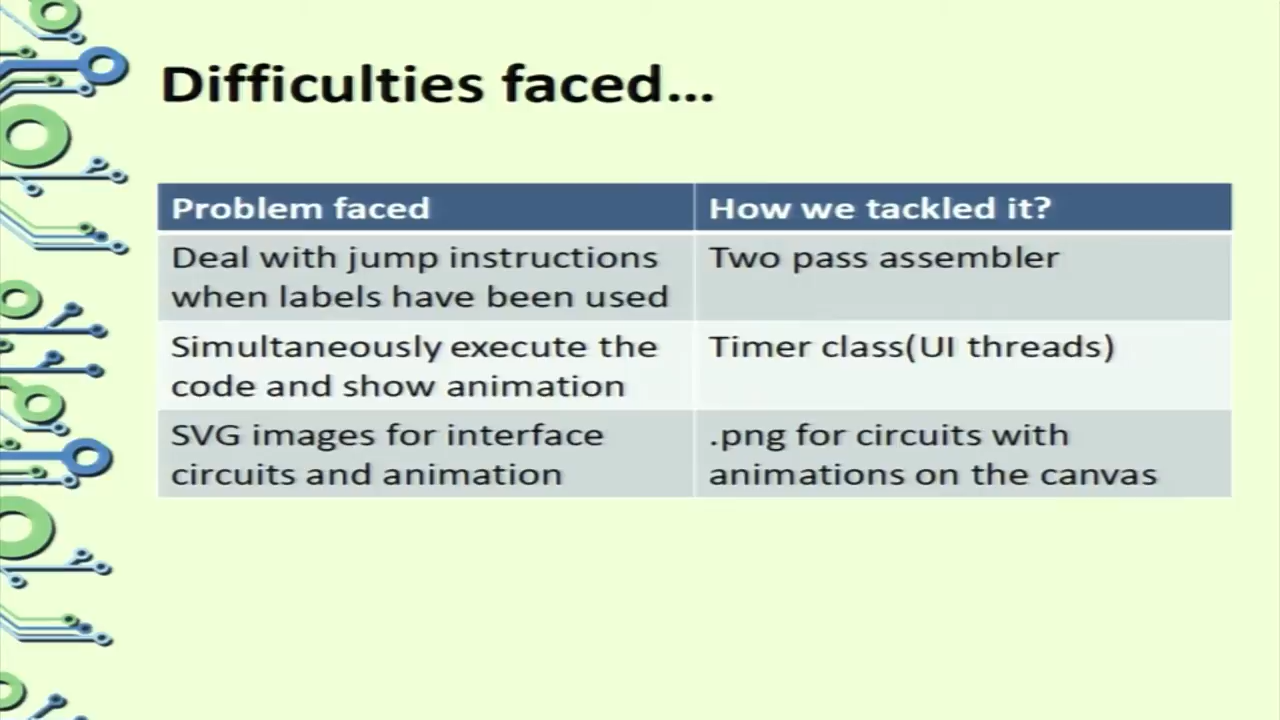 Difficulties faced...
Problem faced
How we tackled it?
Deal with jump instructions
when labels have been used
Two pass assembler
Simultaneously execute the
code and show animation
Timer class(UI threads)
SVG images for interface
circuits and animation
.png for circuits with
animations on the canvas